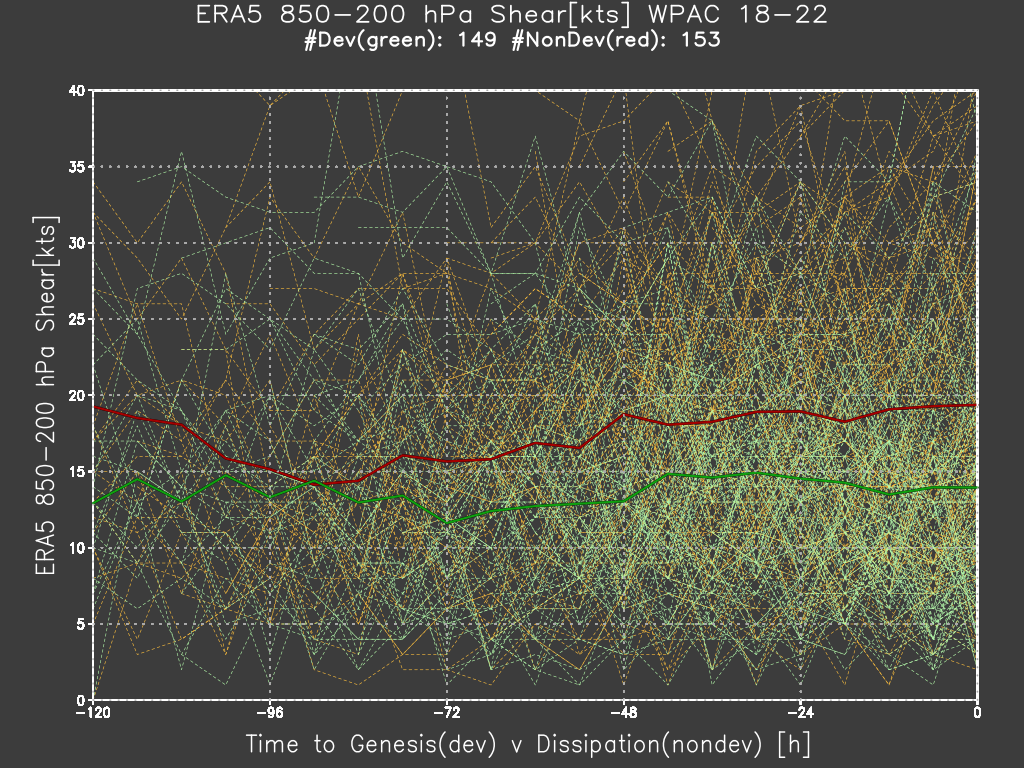 ERA5 850-200 hPa Shear[kts] WPAC 18-22
#Dev(green): 149 #NonDev(red): 153
ERA5 850-200 hPa Shear[kts]
40
35
30
25
20
15
10
5
0
-120 -96 -72 -48 -24 0
Time to Genesis(dev) v Dissipation(nondev) [h]